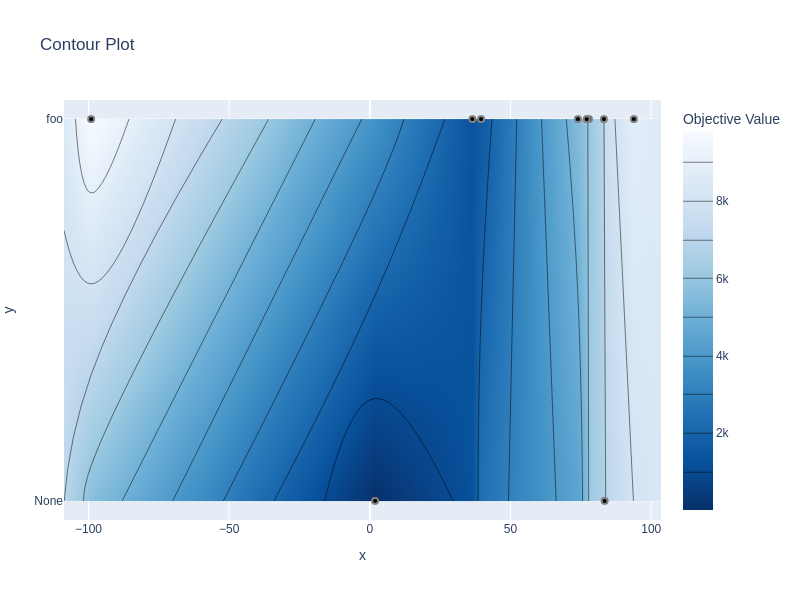 Contour Plot
Objective Value
foo
None
y
−100
−50
0
50
100
x
8k
6k
4k
2k